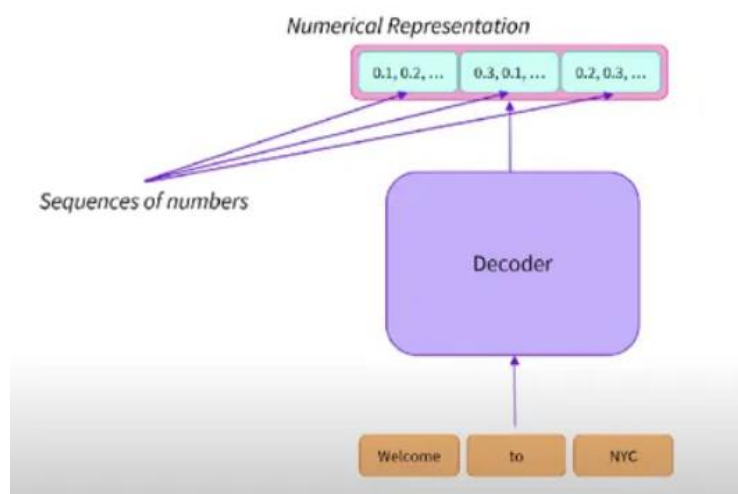 Numerical Representation
0.1, 0.2, ... 0.3, 0.1, ... 0.2, 0.3, ...
Sequences of numbers
Decoder
Welcome to NYC